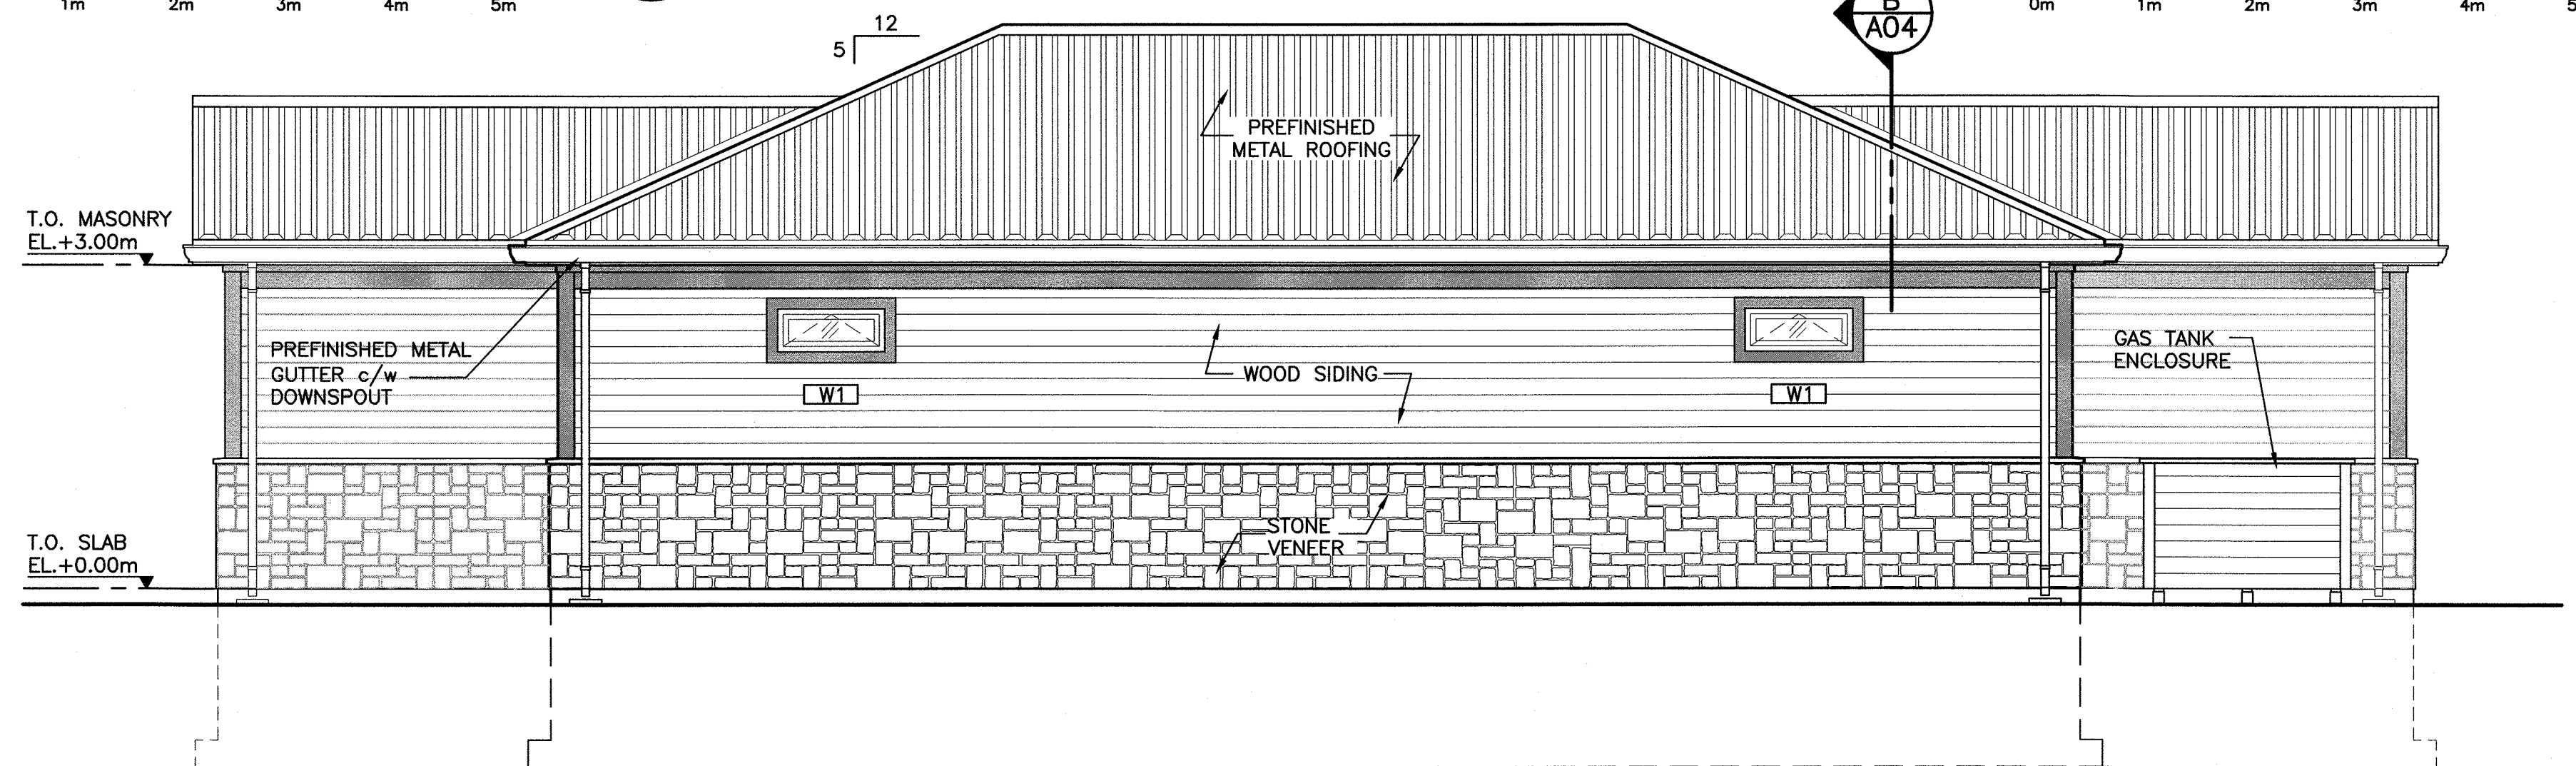 1m 2m 3m 4m 5m
0m 1m 2m 3m 4m
B
A04
12
5
PREFINISHED
METAL ROOFING
T.O. MASONRY
EL.+3.00m
PREFINISHED METAL
GUTTER c/w
DOWNSPOUT
WOOD SIDING
W1
W1
GAS TANK
ENCLOSURE
STONE
VENEER
T.O. SLAB
EL.+0.00m